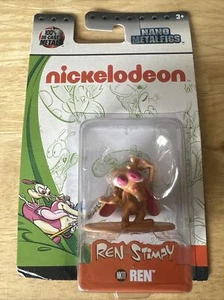 100%
DIE-CAST
METAL
NANO
METALFIGS
3+
nickelodeon
REN STIMPY
REN